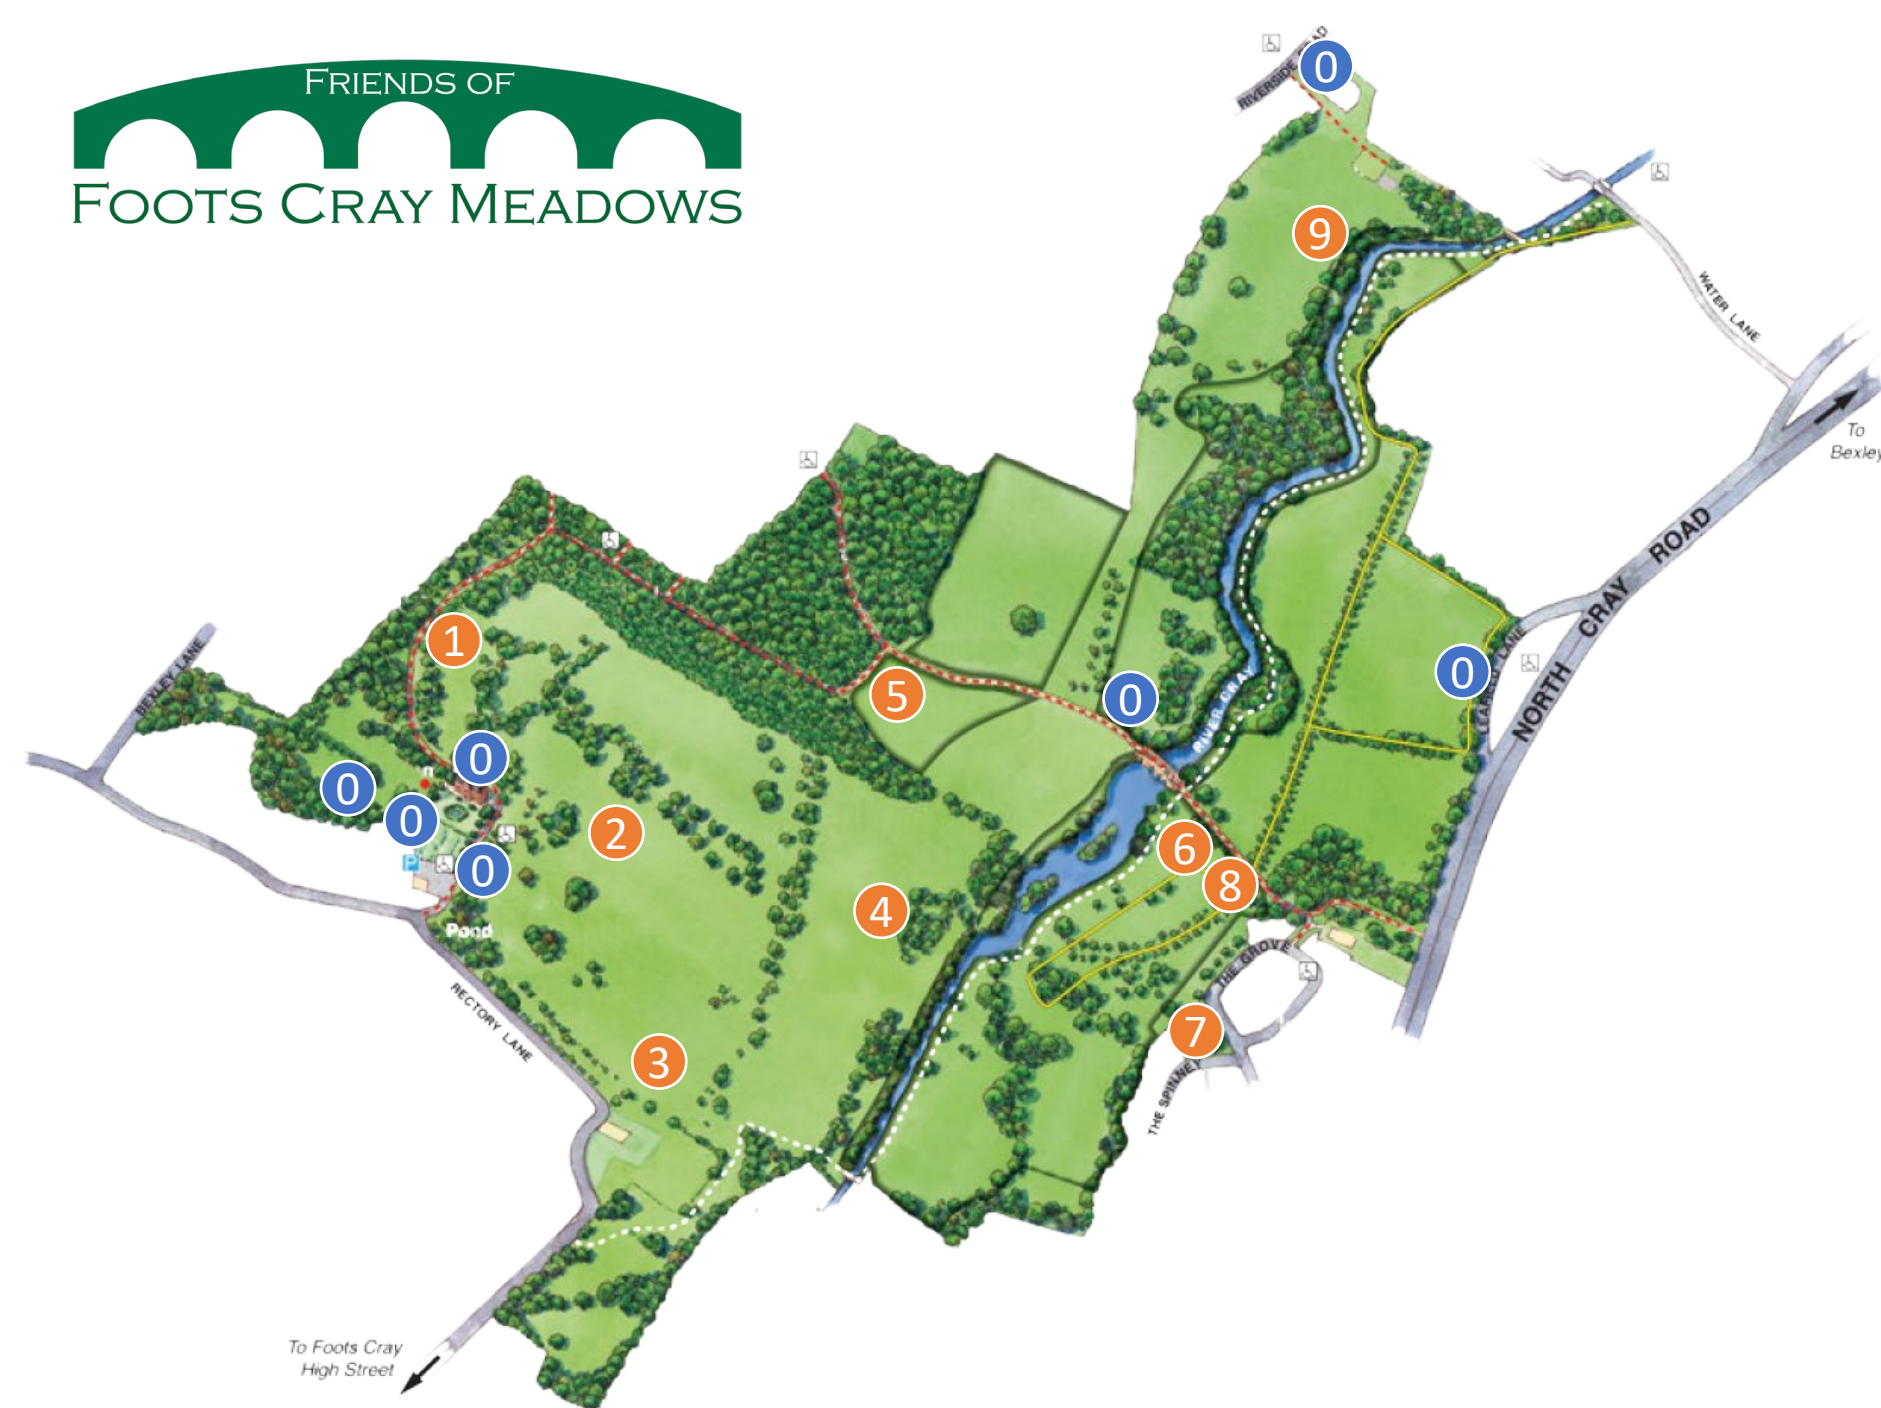 FRIENDS OF
FOOTS CRAY MEADOWS
RIVERSIDE
0
9
WATER LANE
To
Bexley
NORTH CRAY ROAD
1
BEXLEY LANE
5
0
0
LANE
RIVER CRAY
0
0
0
0
2
6
8
4
P
Pond
THE GROVE
RECTORY LANE
7
3
THE SPINNEY
To Foots Cray
High Street